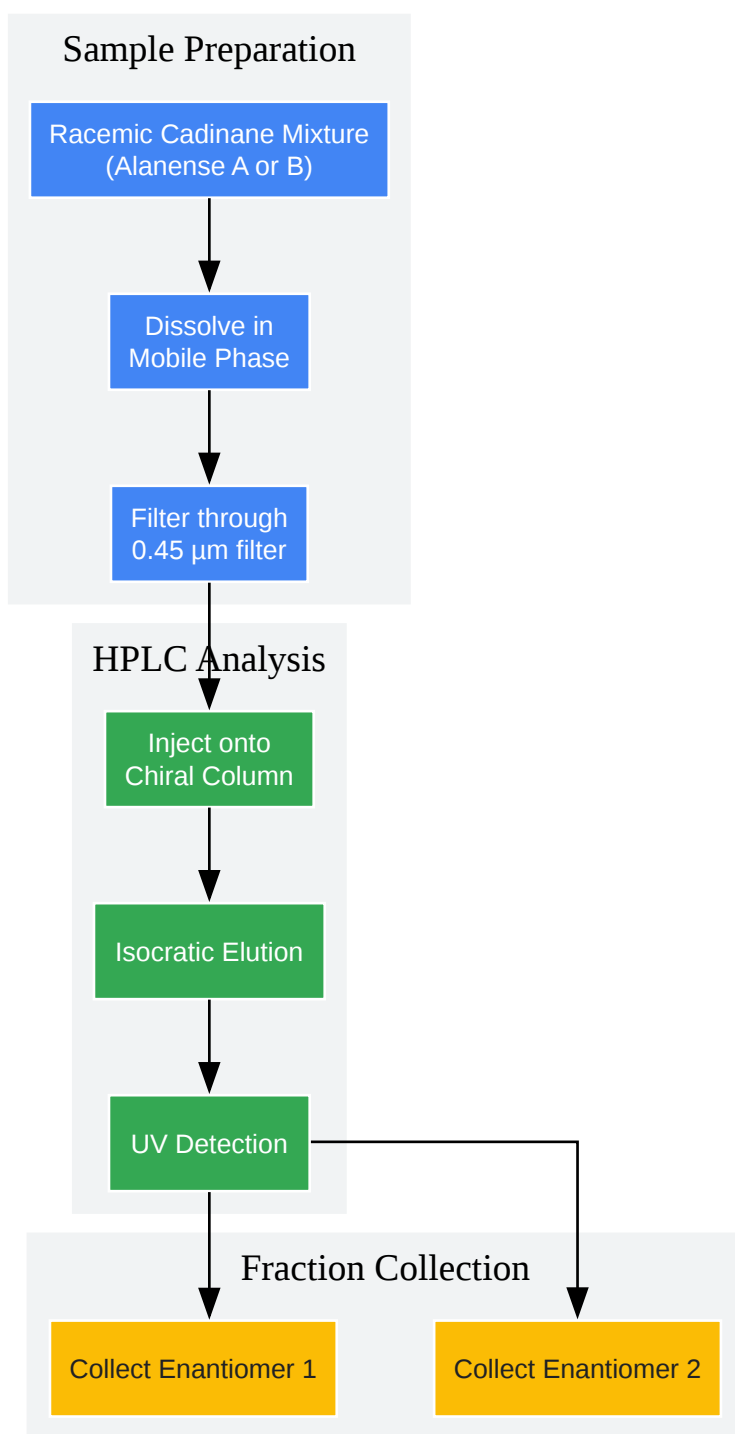 Sample Preparation
Racemic Cadinane Mixture
(Alanense A or B)
Dissolve in
Mobile Phase
Filter through
0.45 µm filter
HPLC Analysis
Inject onto
Chiral Column
Isocratic Elution
UV Detection
Fraction Collection
Collect Enantiomer 1
Collect Enantiomer 2